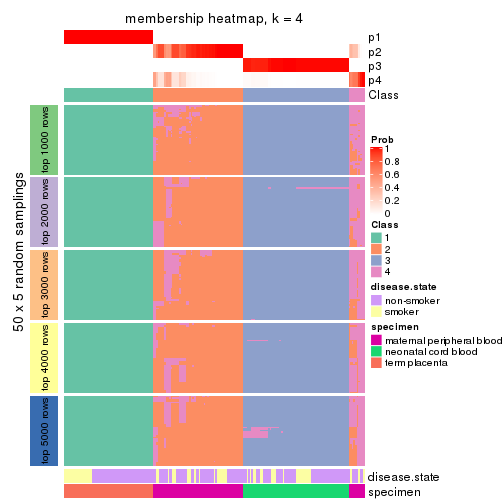 membership heatmap, k = 4
p1
p2
p3
p4
Class
50 x 5 random samplings
top 1000 rows
top 2000 rows
top 3000 rows
top 4000 rows
top 5000 rows
Prob
1
0.8
0.6
0.4
0.2
0
Class
1
2
3
4
disease.state
non-smoker
smoker
specimen
maternal peripheral blood
neonatal cord blood
term placenta
disease.state
specimen